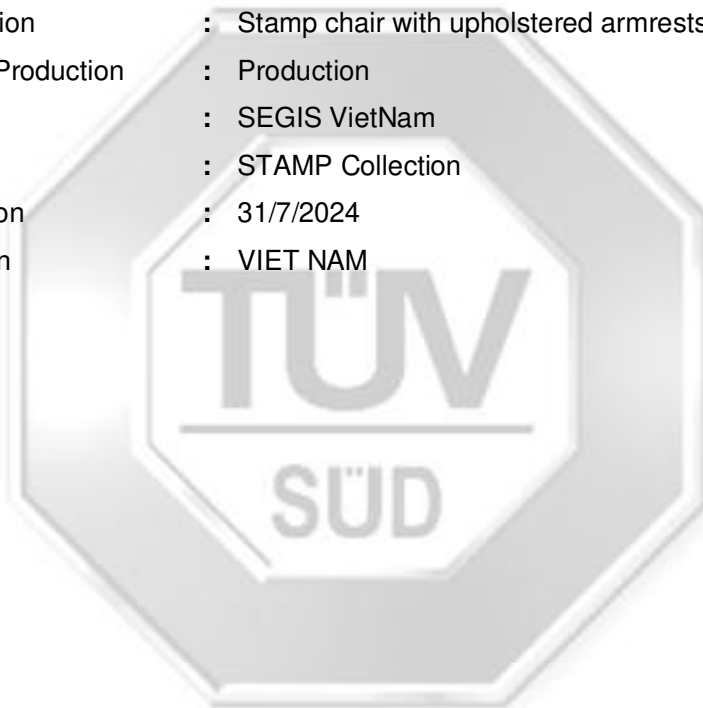 ion : Stamp chair with upholstered armrests
Production : Production
: SEGIS VietNam
: STAMP Collection
on : 31/7/2024
n : VIET NAM
TÜV
SÜD